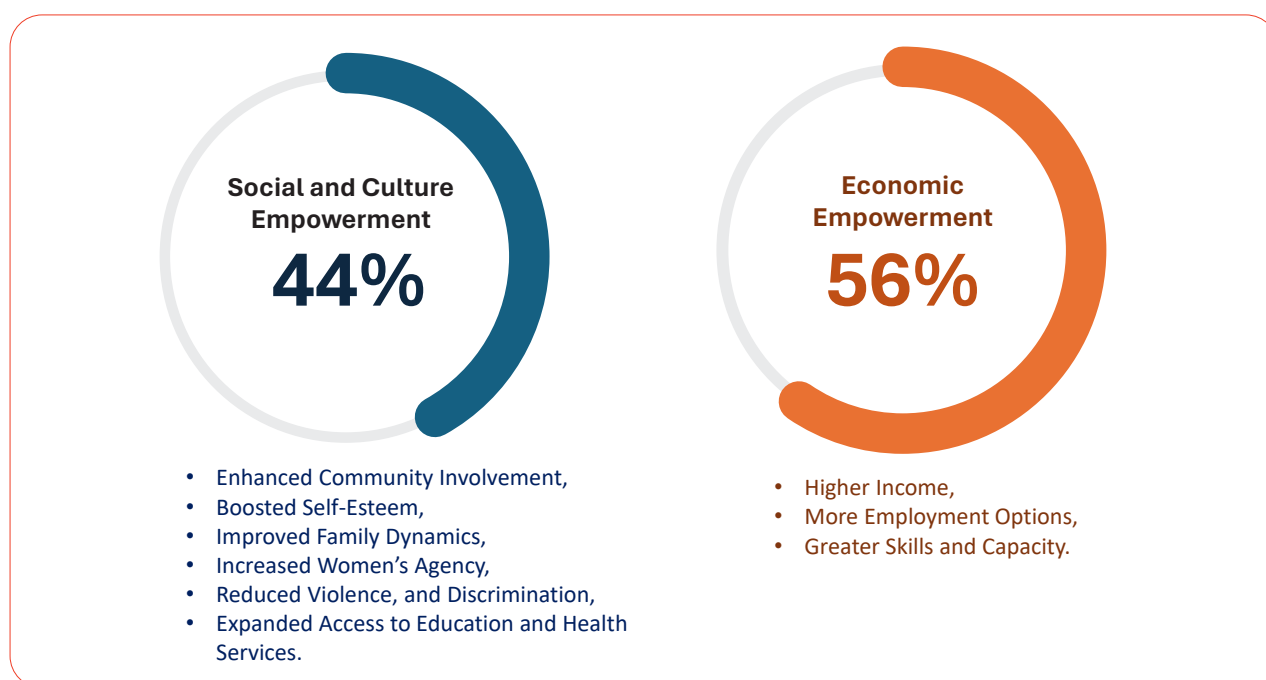 Social and Culture
Empowerment
44%
• Enhanced Community Involvement,
• Boosted Self-Esteem,
• Improved Family Dynamics,
• Increased Women’s Agency,
• Reduced Violence, and Discrimination,
• Expanded Access to Education and Health
Services.
Economic
Empowerment
56%
• Higher Income,
• More Employment Options,
• Greater Skills and Capacity.